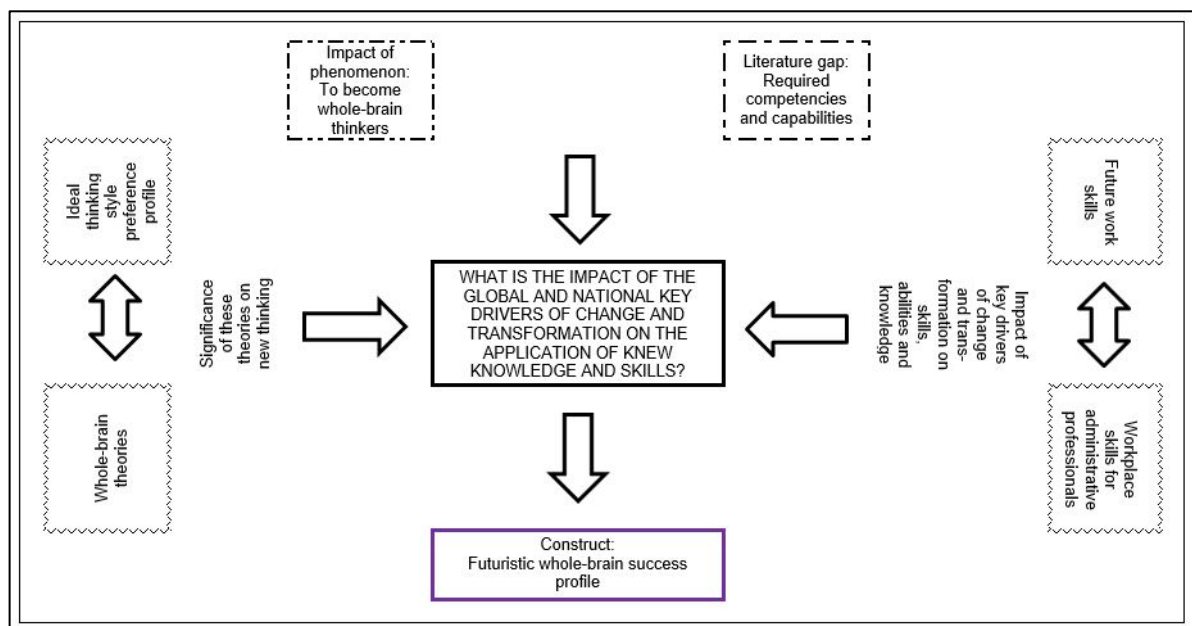 Impact of
phenomenon:
To become
whole-brain
thinkers
Literature gap:
Required
competencies
and capabilities
Ideal
thinking
style
preference
profile
Whole-brain
theories
Significance
of these
theories on
new thinking
WHAT IS THE IMPACT OF THE
GLOBAL AND NATIONAL KEY
DRIVERS OF CHANGE AND
TRANSFORMATION ON THE
APPLICATION OF KNEW
KNOWLEDGE AND SKILLS?
Impact of
key drivers
of change
and trans-
formation on
skills,
abilities and
knowledge
Future work
skills
Workplace
skills for
administrative
professionals
Construct:
Futuristic whole-brain success
profile